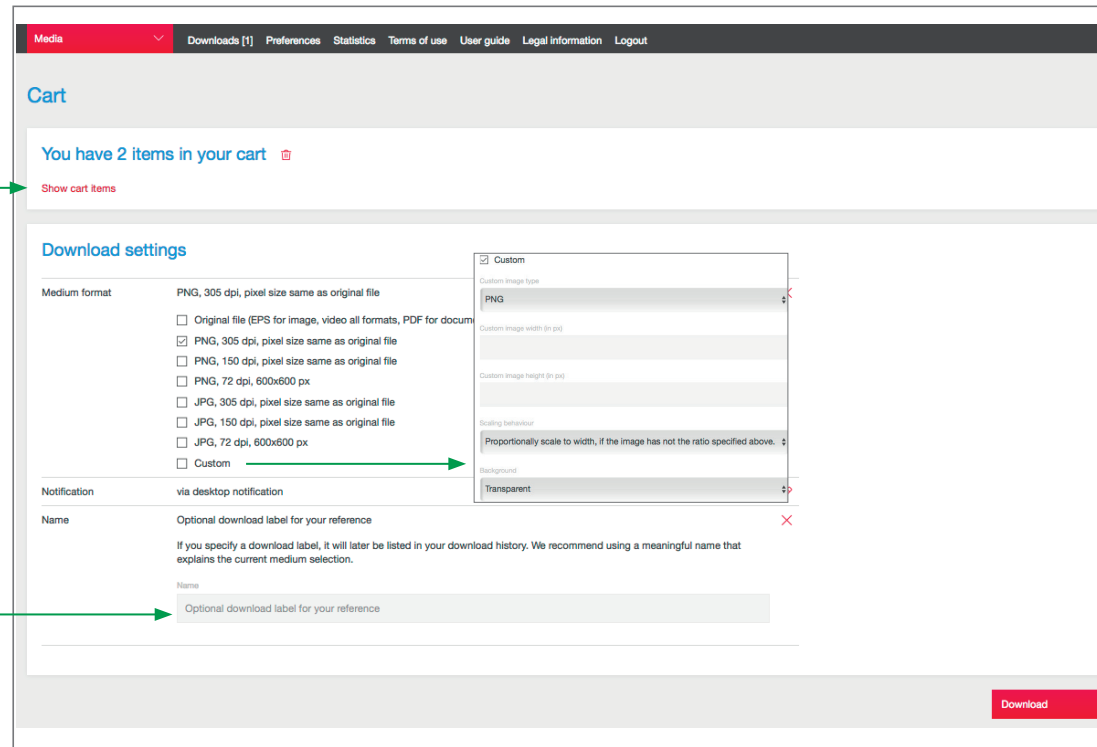 Media
Downloads [1] Preferences Statistics Terms of use User guide Legal information Logout
Cart
You have 2 items in your cart
Show cart items
Download settings
Medium format
PNG, 305 dpi, pixel size same as original file
Original file (EPS for image, video all formats, PDF for docum
PNG, 305 dpi, pixel size same as original file
PNG, 150 dpi, pixel size same as original file
PNG, 72 dpi, 600x600 px
JPG, 305 dpi, pixel size same as original file
JPG, 150 dpi, pixel size same as original file
JPG, 72 dpi, 600x600 px
Custom
Custom
Custom image type
PNG
Custom image width (in px)
Custom image height (in px)
Scaling behaviour
Proportionally scale to width, if the image has not the ratio specified above.
Background
Transparent
Notification
via desktop notification
Name
Optional download label for your reference
If you specify a download label, it will later be listed in your download history. We recommend using a meaningful name that
explains the current medium selection.
Name
Optional download label for your reference
Download